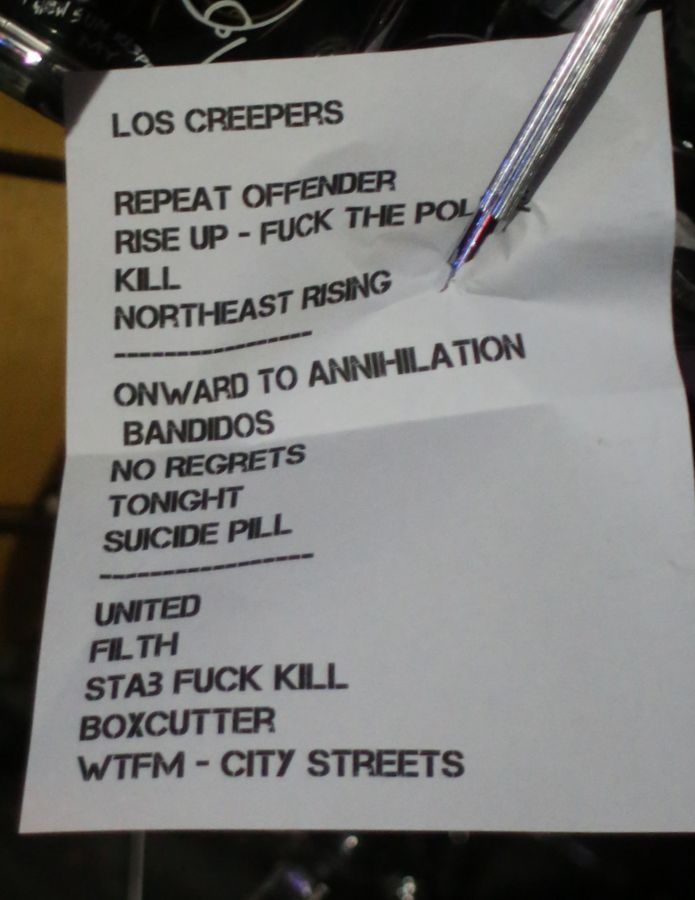 LOS CREEPERS
REPEAT OFFENDER
RISE UP - FUCK THE
KILL
NORTHEAST RISING
-----------------
ONWARD TO ANNIHILATION
BANDIDOS
NO REGRETS
TONIGHT
SUICIDE PILL
------------------
UNITED
FILTH
STAB FUCK KILL
BOXCUTTER
WTFM - CITY STREETS